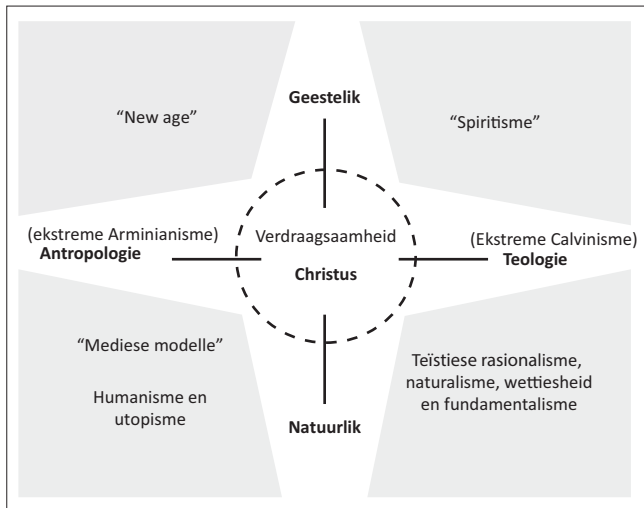 Geestelik
“New age”
“Spiritisme”
(ekstreme Arminianisme)
Antropologie
Verdraagsaamheid
Christus
(Ekstreme Calvinisme)
Teologie
“Mediese modelle”
Humanisme en
utopisme
Teïstiese rasionalisme,
naturalisme, wettiesheid
en fundamentalisme
Natuurlik